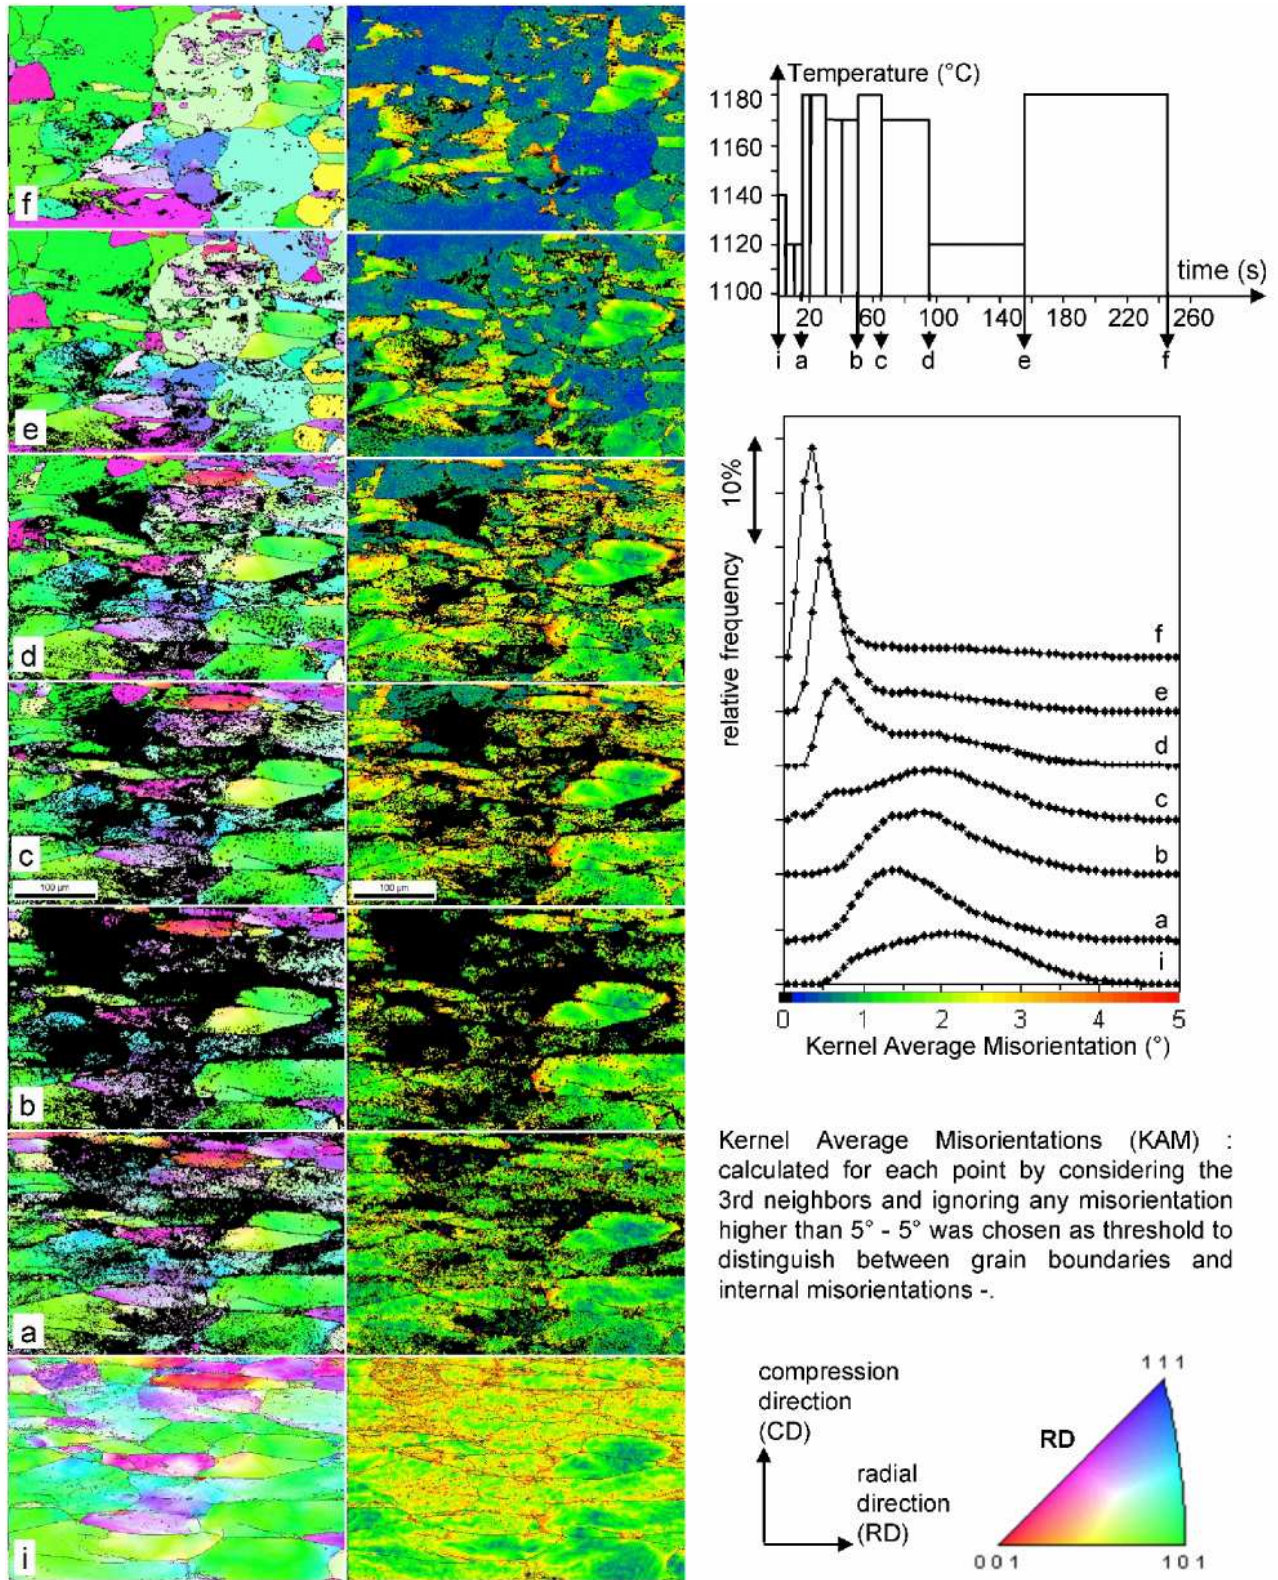 f
e
d
c
100 µm
100 µm
b
a
i
Temperature (°C)
1180
1160
1140
1120
1100
time (s)
20
60
100
140
180
220
260
i
a
b
c
d
e
f
10%
relative frequency
f
e
d
c
b
a
i
0
1
2
3
4
5
Kernel Average Misorientation (°)
Kernel Average Misorientations (KAM) :
calculated for each point by considering the
3rd neighbors and ignoring any misorientation
higher than 5° - 5° was chosen as threshold to
distinguish between grain boundaries and
internal misorientations -.
compression
direction
(CD)
radial
direction
(RD)
1 1 1
RD
0 0 1
1 0 1